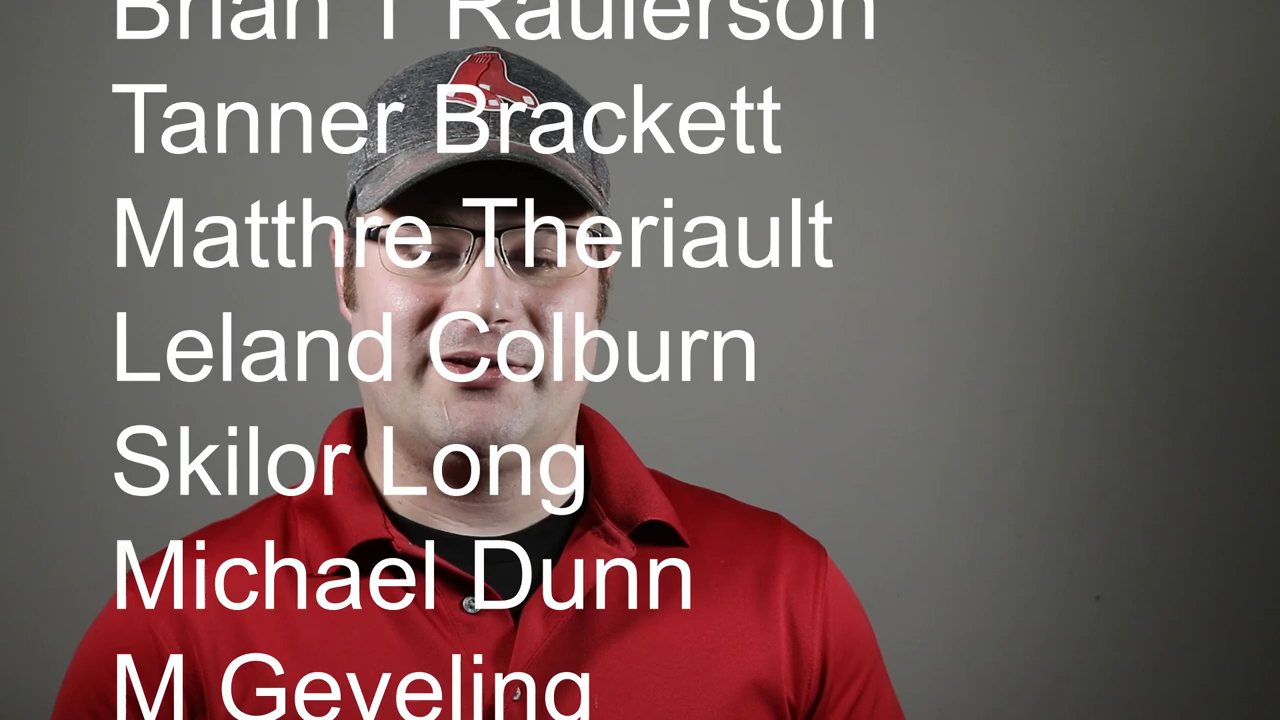 Brian T Raulerson
Tanner Brackett
Matthre Theriault
Leland Colburn
Skilor Long
Michael Dunn
M Geveling